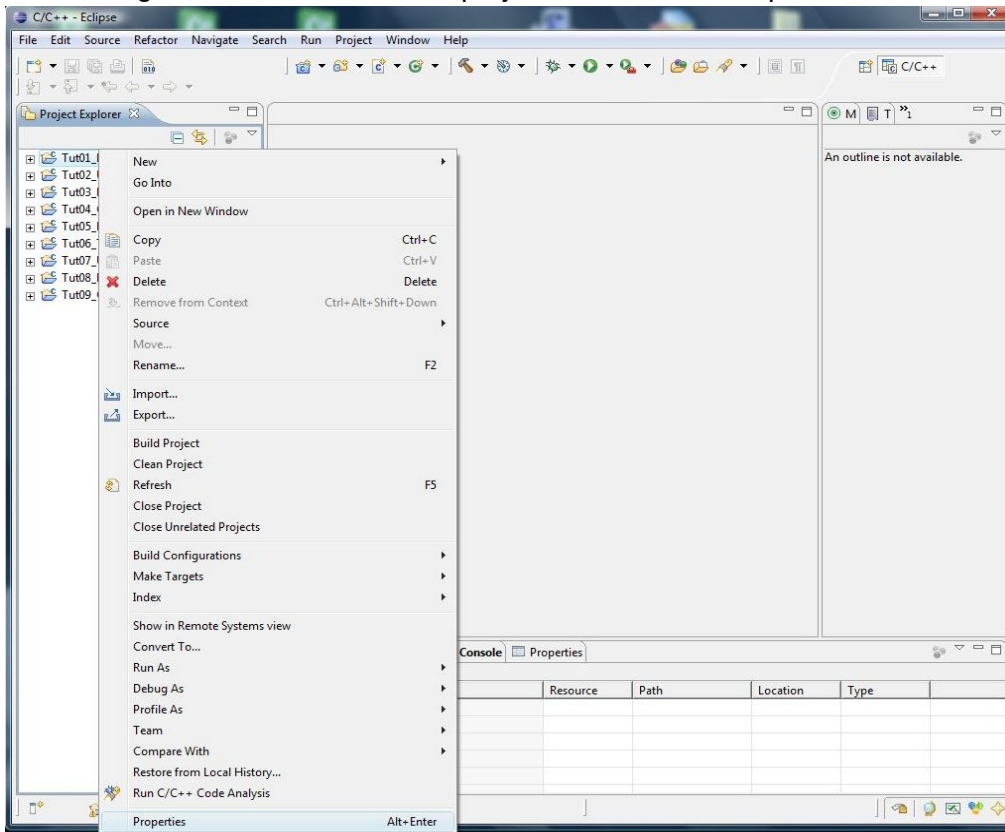 C/C++ - Eclipse
File Edit Source Refactor Navigate Search Run Project Window Help
C/C++
Project Explorer
M T »1
An outline is not available.
Tut01_
Tut02_
Tut03_
Tut04_
Tut05_
Tut06_
Tut07_
Tut08_
Tut09_
New
Go Into
Open in New Window
Copy Ctrl+C
Paste Ctrl+V
Delete Delete
Remove from Context Ctrl+Alt+Shift+Down
Source
Move...
Rename... F2
Import...
Export...
Build Project
Clean Project
Refresh F5
Close Project
Close Unrelated Projects
Build Configurations
Make Targets
Index
Show in Remote Systems view
Convert To...
Run As
Debug As
Profile As
Team
Compare With
Restore from Local History...
Run C/C++ Code Analysis
Properties Alt+Enter
Console Properties
Resource Path Location Type